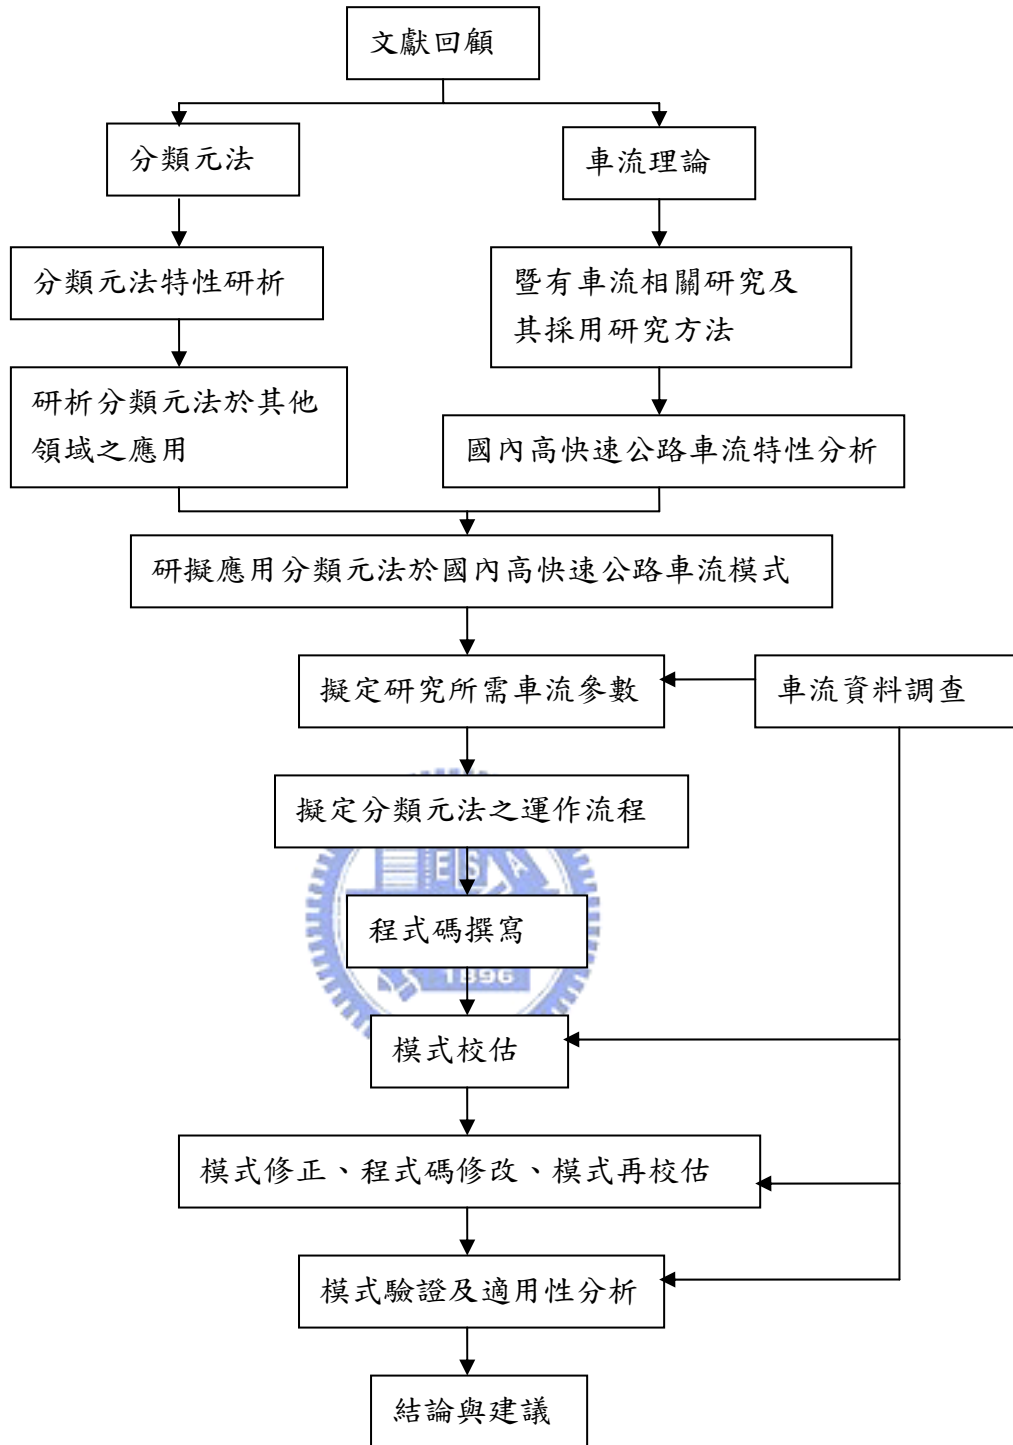 文獻回顧
分類元法
車流理論
分類元法特性研析
暨有車流相關研究及
其採用研究方法
研析分類元法於其他
領域之應用
國內高快速公路車流特性分析
研擬應用分類元法於國內高快速公路車流模式
擬定研究所需車流參數
車流資料調查
擬定分類元法之運作流程
ESA
程式碼撰寫
1896
模式校估
模式修正、程式碼修改、模式再校估
模式驗證及適用性分析
結論與建議